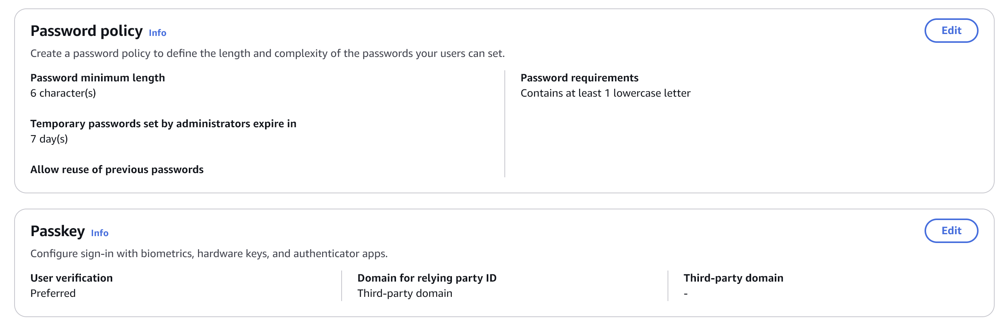 Password policy Info
Edit
Create a password policy to define the length and complexity of the passwords your users can set.
Password minimum length
6 character(s)
Temporary passwords set by administrators expire in
7 day(s)
Allow reuse of previous passwords
Password requirements
Contains at least 1 lowercase letter
Passkey Info
Edit
Configure sign-in with biometrics, hardware keys, and authenticator apps.
User verification
Preferred
Domain for relying party ID
Third-party domain
Third-party domain
-